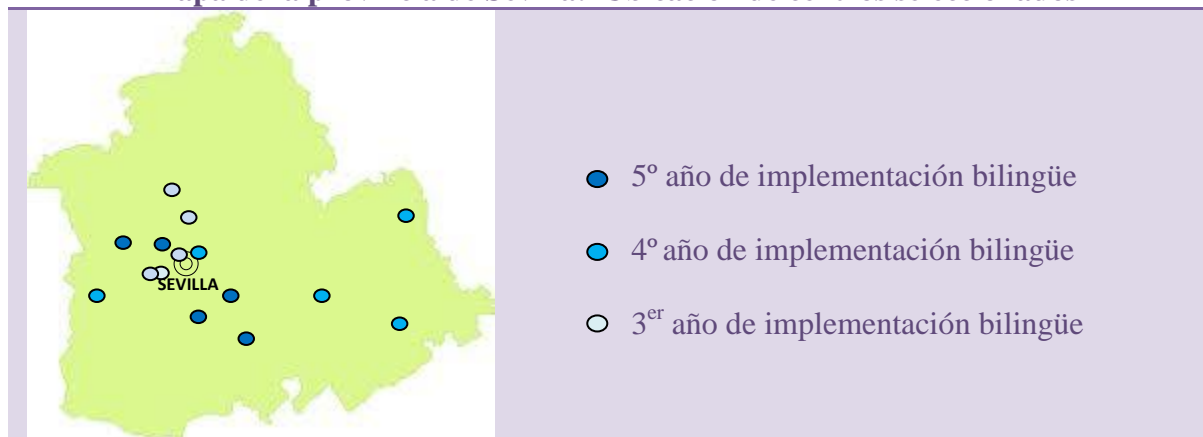 SEVILLA
5º año de implementación bilingüe
4º año de implementación bilingüe
3er año de implementación bilingüe